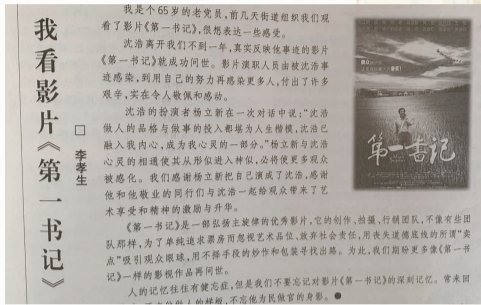 我看影片《第一书记》
□ 李孝生
我是个65岁的老党员,前几天街道组织我们观
看了影片《第一书记》,很想表达一些感受。
沈浩离开我们不到一年,真实反映他事迹的影片
《第一书记》就成功问世。影片演职人员由被沈浩事
迹感染,到用自己的努力再感染更多人,付出了许多
艰辛,实在令人敬佩和感动。
沈浩的扮演者杨立新在一次对话中说:“沈浩
做人的品格与做事的投入都堪为人生楷模,沈浩已
融入我内心,成为我心灵的一部分。”杨立新与沈浩
心灵的相通使其从形似进入神似,必将使更多观众
被感化。我们感谢杨立新把自己演成了沈浩,感谢
他和他敬业的同行们与沈浩一起给观众带来了艺
术享受和精神的激励与升华。
《第一书记》是一部弘扬主旋律的优秀影片,它的创作、拍摄、行销团队,不像有些团
队那样,为了单纯追求票房而忽视艺术品位、放弃社会责任,用丧失道德底线的所谓“卖
点”吸引观众眼球,用不择手段的炒作和包装寻找出路。为此,我们期盼更多像《第一书
记》一样的影视作品再问世。
人的记忆往往有健忘症,但是我们不要忘记对影片《第一书记》的深刻记忆。常来回
做人的楷模,不忘他为民做官的身影。●
第一书记